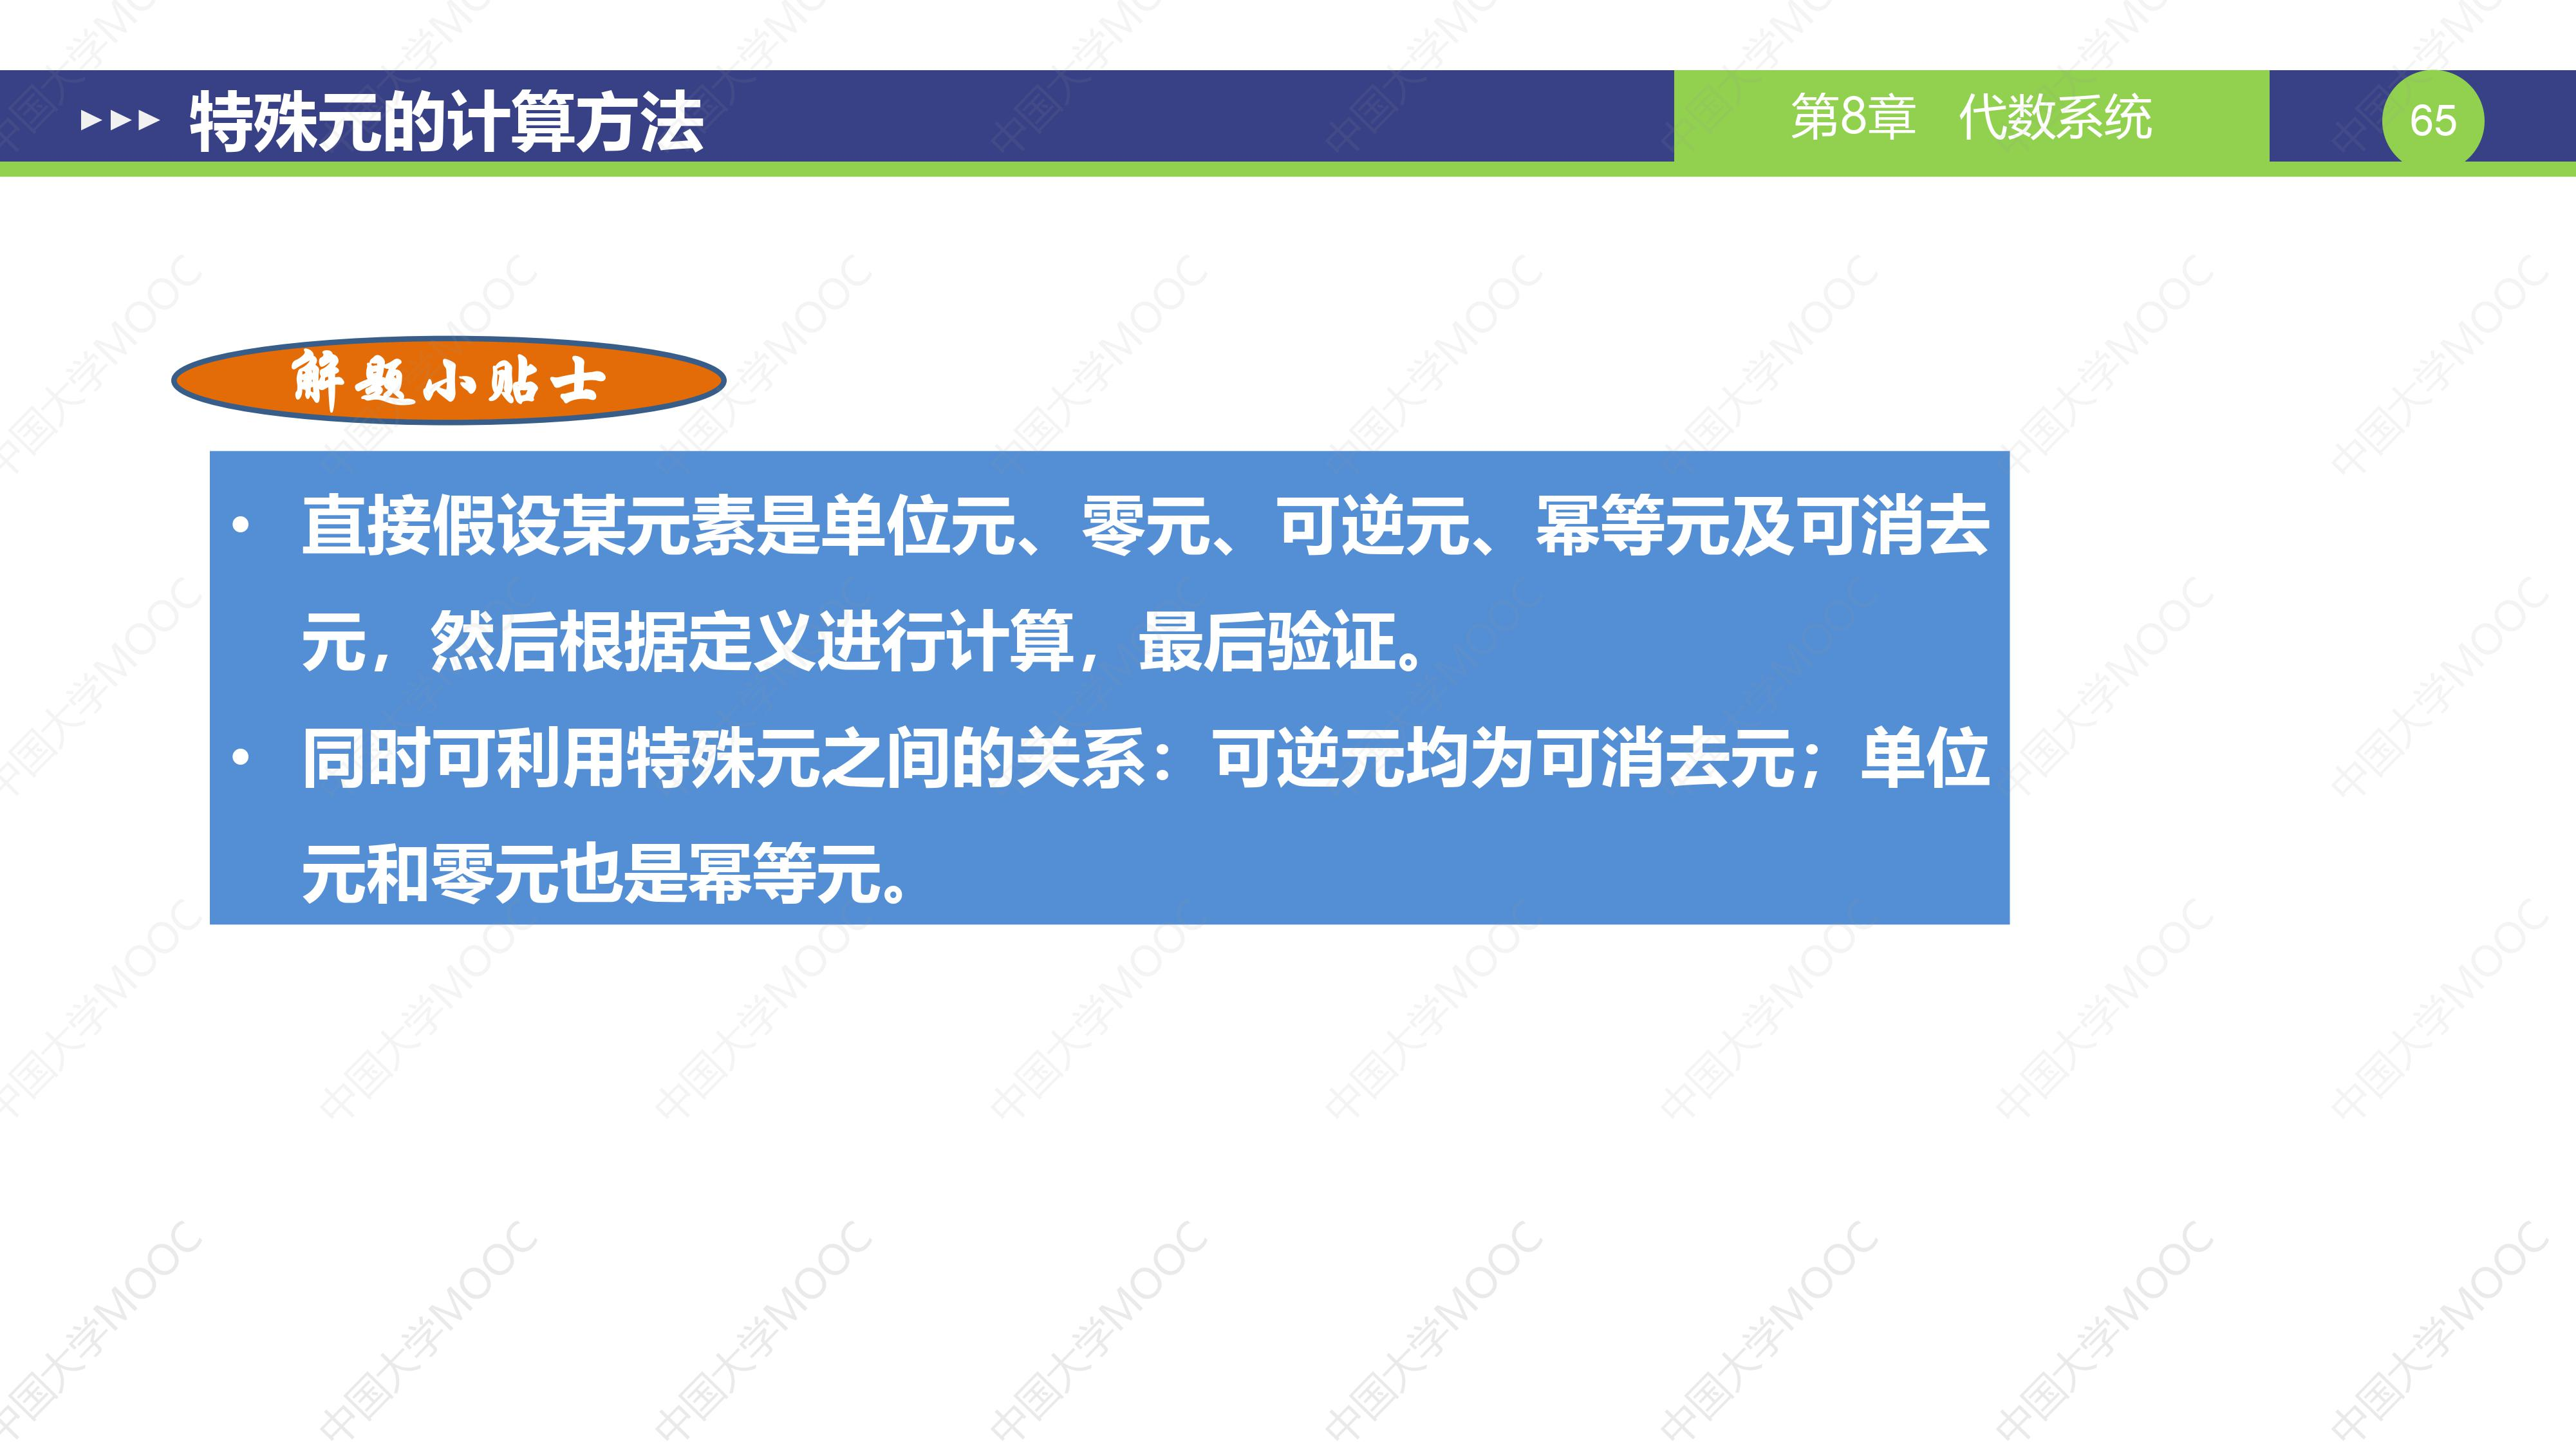 特殊元的计算方法
第8章 代数系统
65
解题小贴士
• 直接假设某元素是单位元、零元、可逆元、幂等元及可消去
元，然后根据定义进行计算，最后验证。
• 同时可利用特殊元之间的关系：可逆元均为可消去元；单位
元和零元也是幂等元。
中国大学MOOC